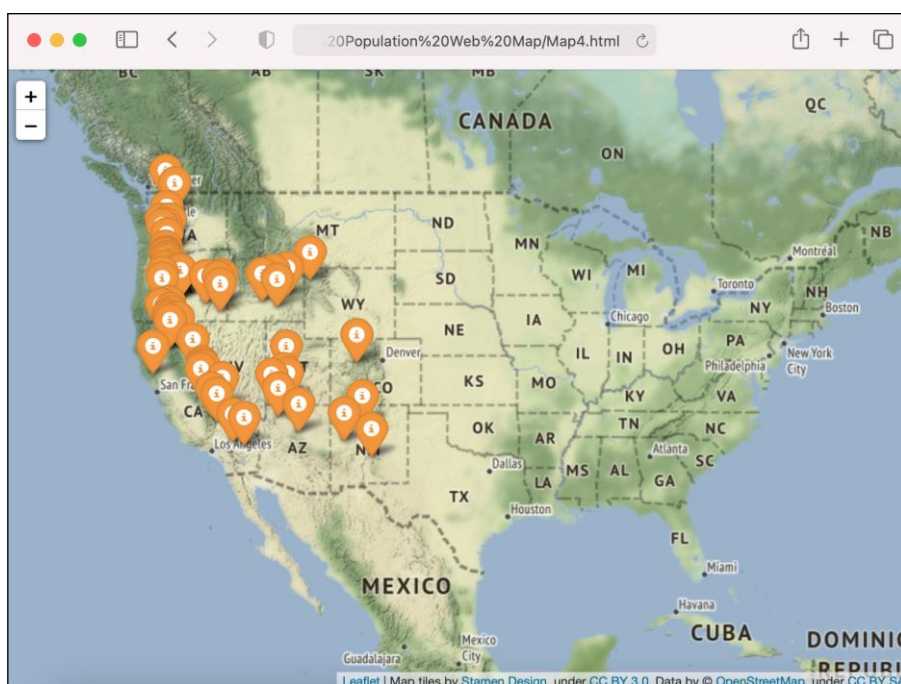 20Population%20Web%20Map/Map4.html
BC
AB
SK
MB
QC
+
−
CANADA
ON
NB
ND
MT
MN
Montréal
WI
MI
SD
Toronto
NH
WY
NY
Boston
IA
Chicago
NE
PA
New York
City
IL
IN
OH
Philadelphia
Denver
KS
MO
KY
VA
CA
TN
NC
OK
AR
Atlanta
SC
Los Angeles
AZ
Dallas
MS
AL
GA
LA
TX
Houston
FL
Miami
MEXICO
Havana
CUBA
DOMINIC
REPUBLI
Mexico
City
Guadalajara
Leaflet | Map tiles by Stamen Design, under CC BY 3.0. Data by © OpenStreetMap, under CC BY SA